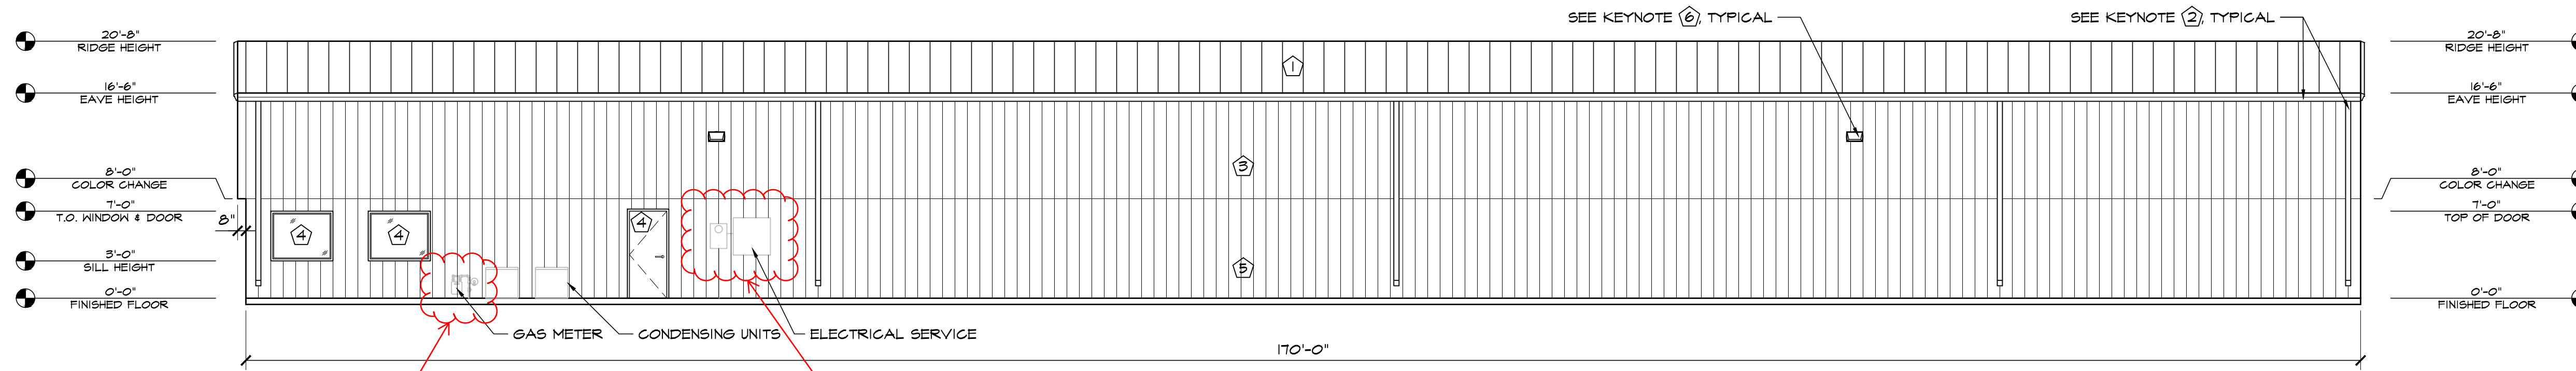 SEE KEYNOTE 6, TYPICAL
SEE KEYNOTE 2, TYPICAL
20'-8"
RIDGE HEIGHT
16'-6"
EAVE HEIGHT
8'-0"
COLOR CHANGE
7'-0"
T.O. WINDOW & DOOR
8"
3'-0"
SILL HEIGHT
0'-0"
FINISHED FLOOR
1
3
4
4
4
5
20'-8"
RIDGE HEIGHT
16'-6"
EAVE HEIGHT
8'-0"
COLOR CHANGE
7'-0"
TOP OF DOOR
0'-0"
FINISHED FLOOR
GAS METER
CONDENSING UNITS
ELECTRICAL SERVICE
170'-0"